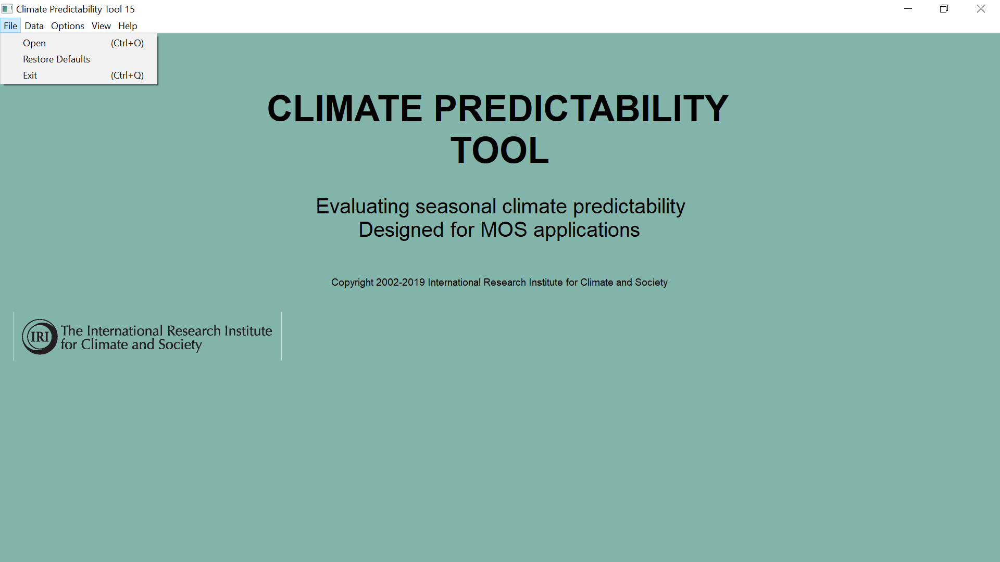 Climate Predictability Tool 15
File Data Options View Help
Open (Ctrl+O)
Restore Defaults
Exit (Ctrl+Q)
CLIMATE PREDICTABILITY
TOOL
Evaluating seasonal climate predictability
Designed for MOS applications
Copyright 2002-2019 International Research Institute for Climate and Society
IRI The International Research Institute
for Climate and Society